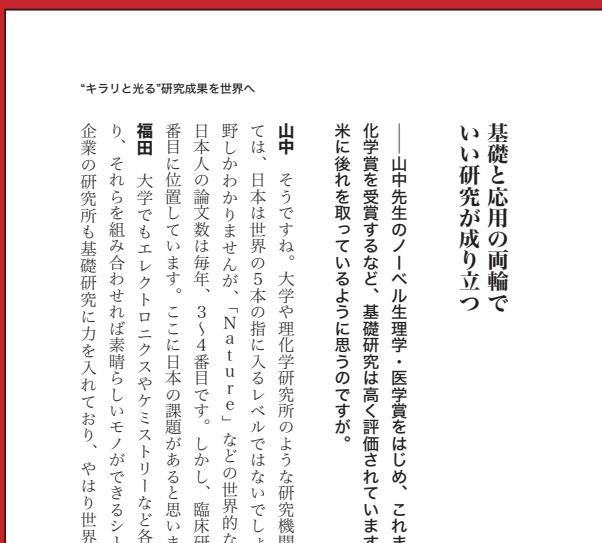 “キラリと光る”研究成果を世界へ
基礎と応用の両輪で
いい研究が成り立つ
――山中先生のノーベル生理学・医学賞をはじめ、これま
化学賞を受賞するなど、基礎研究は高く評価されています
米に後れを取っているように思うのですが。
山中　そうですね。大学や理化学研究所のような研究機関
ては、日本は世界の5本の指に入るレベルではないでしょ
野しかわかりませんが、「Nature」などの世界的な
日本人の論文数は毎年、3〜4番目です。しかし、臨床研
番目に位置しています。ここに日本の課題があると思いま
福田　大学でもエレクトロニクスやケミストリーなど各
り、それらを組み合わせれば素晴らしいモノができるシー
企業の研究所も基礎研究に力を入れており、やはり世界